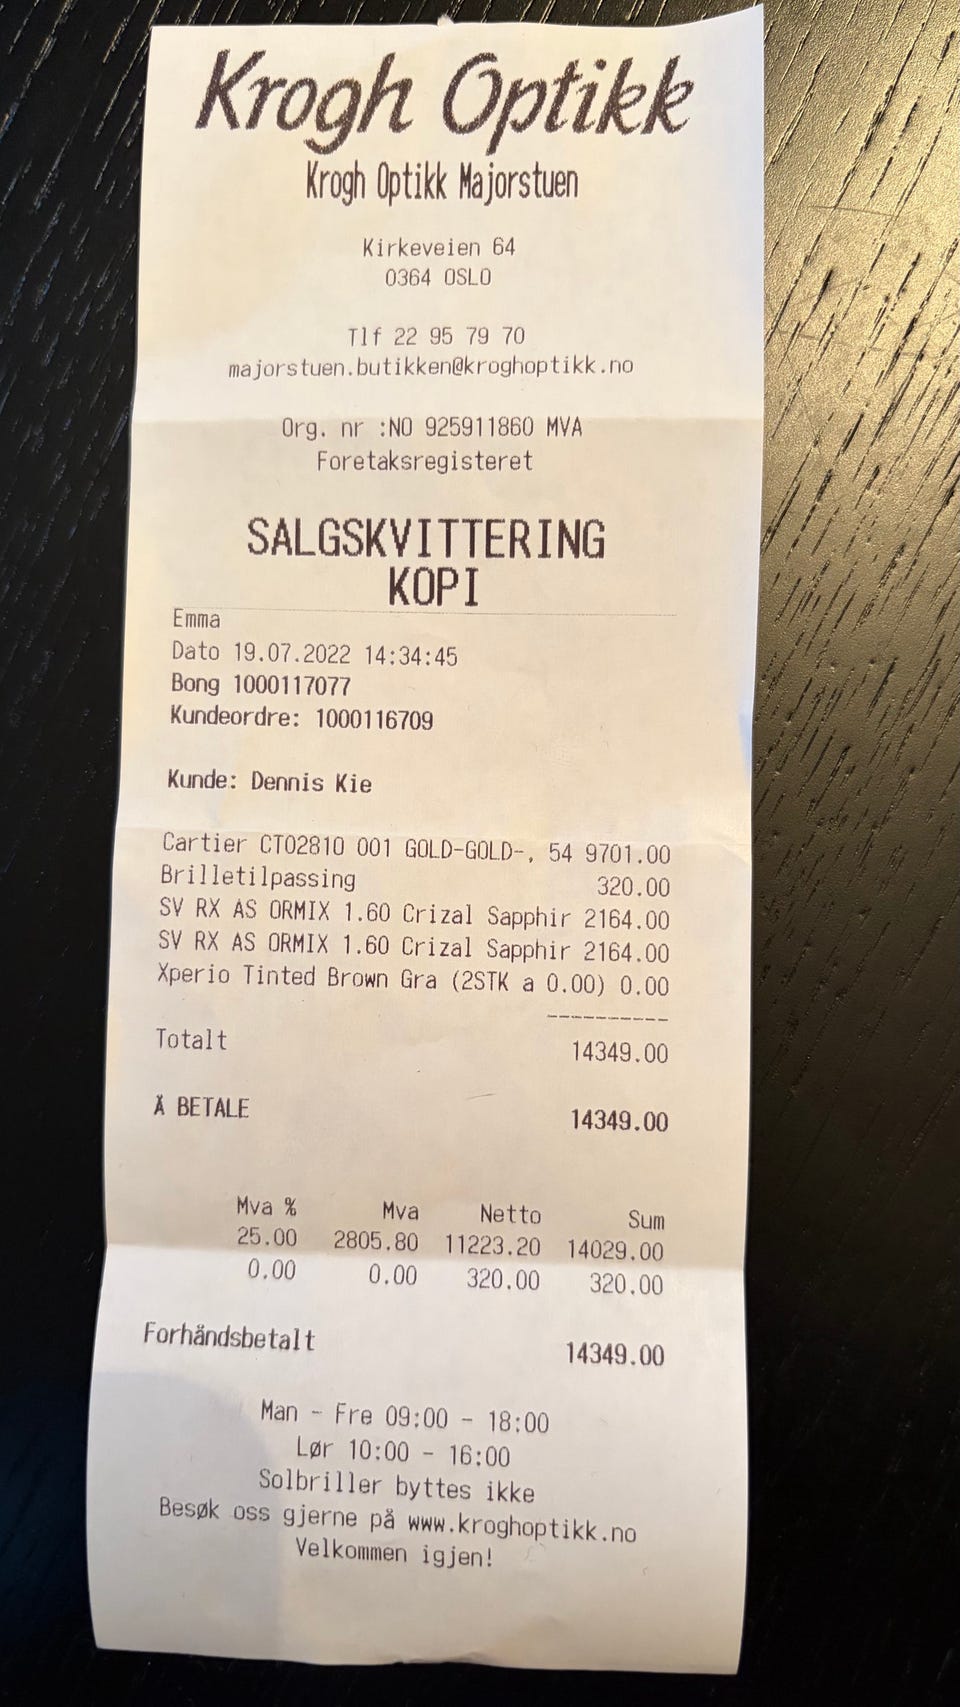 Krogh Optikk
Krogh Optikk Majorstuen
Kirkeveien 64
0364 OSLO
Tlf 22 95 79 70
majorstuen.butikken@kroghoptikk.no
Org. nr :NO 925911860 MVA
Foretaksregisteret
SALGSKVITTERING
KOPI
Emma
Dato 19.07.2022 14:34:45
Bong 1000117077
Kundeordre: 1000116709
Kunde: Dennis Kie
Cartier CT0281O 001 GOLD-GOLD-, 54 9701.00
Brilletilpassing 320.00
SV RX AS ORMIX 1.60 Crizal Sapphir 2164.00
SV RX AS ORMIX 1.60 Crizal Sapphir 2164.00
Xperio Tinted Brown Gra (2STK a 0.00) 0.00
----------
Totalt 14349.00
Å BETALE 14349.00
Mva % Mva Netto Sum
25.00 2805.80 11223.20 14029.00
0.00 0.00 320.00 320.00
Forhåndsbetalt 14349.00
Man - Fre 09:00 - 18:00
Lør 10:00 - 16:00
Solbriller byttes ikke
Besøk oss gjerne på www.kroghoptikk.no
Velkommen igjen!